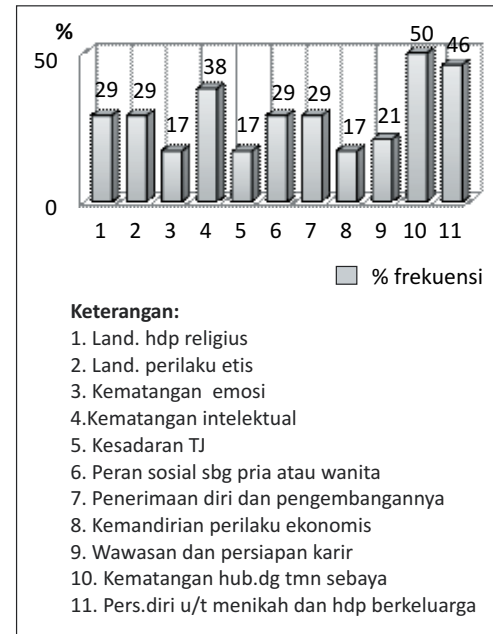 %
50
0
29 29 17 38 17 29 29 17 21 50 46
1 2 3 4 5 6 7 8 9 10 11
% frekuensi
Keterangan:
1. Land. hdp religius
2. Land. perilaku etis
3. Kematangan emosi
4.Kematangan intelektual
5. Kesadaran TJ
6. Peran sosial sbg pria atau wanita
7. Penerimaan diri dan pengembangannya
8. Kemandirian perilaku ekonomis
9. Wawasan dan persiapan karir
10. Kematangan hub.dg tmn sebaya
11. Pers.diri u/t menikah dan hdp berkeluarga